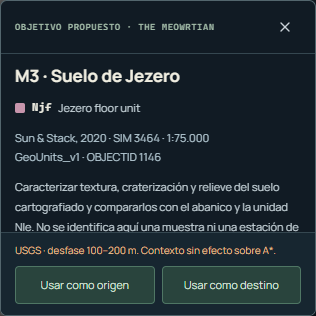 OBJETIVO PROPUESTO · THE MEOWRTIAN
M3 · Suelo de Jezero
Njf Jezero floor unit
Sun & Stack, 2020 · SIM 3464 · 1:75.000
GeoUnits_v1 · OBJECTID 1146
Caracterizar textura, craterización y relieve del suelo
cartografiado y compararlos con el abanico y la unidad
Nle. No se identifica aquí una muestra ni una estación de
USGS · desfase 100–200 m. Contexto sin efecto sobre A*.
Usar como origen
Usar como destino